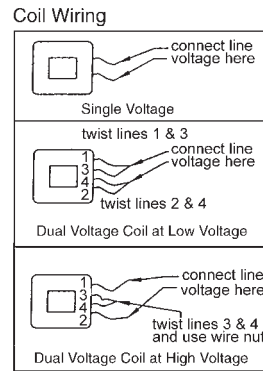 Coil Wiring
connect line
voltage here
Single Voltage
twist lines 1 & 3
connect line
voltage here
1
3
4
2
twist lines 2 & 4
Dual Voltage Coil at Low Voltage
connect line
voltage here
1
3
4
2
twist lines 3 & 4
and use wire nut
Dual Voltage Coil at High Voltage